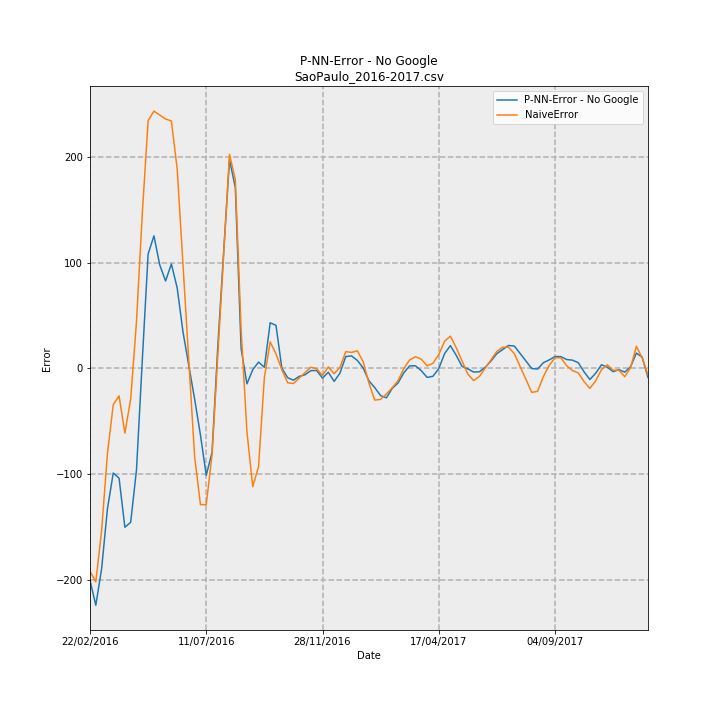 P-NN-Error - No Google
SaoPaulo_2016-2017.csv
P-NN-Error - No Google
NaiveError
Error
200
100
0
−100
−200
22/02/2016
11/07/2016
28/11/2016
17/04/2017
04/09/2017
Date